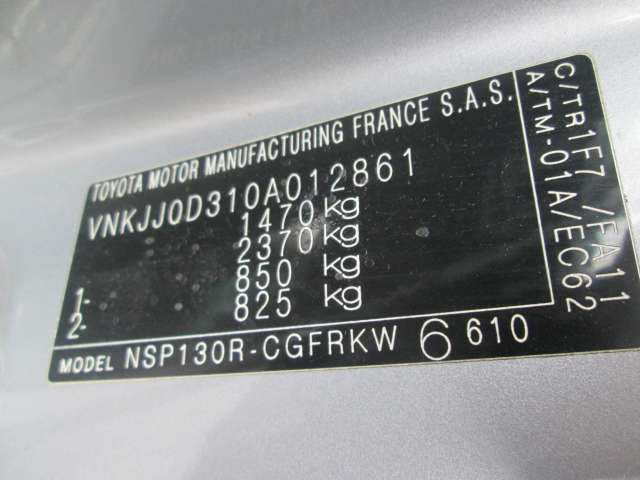 TOYOTA MOTOR MANUFACTURING FRANCE S.A.S.
VNKJJ0D310A012861
1470 kg
2370 kg
1- 850 kg
2- 825 kg
MODEL NSP130R-CGFRKW 6 610
C/TR1F7 /FA11
A/TM-01A/EC62